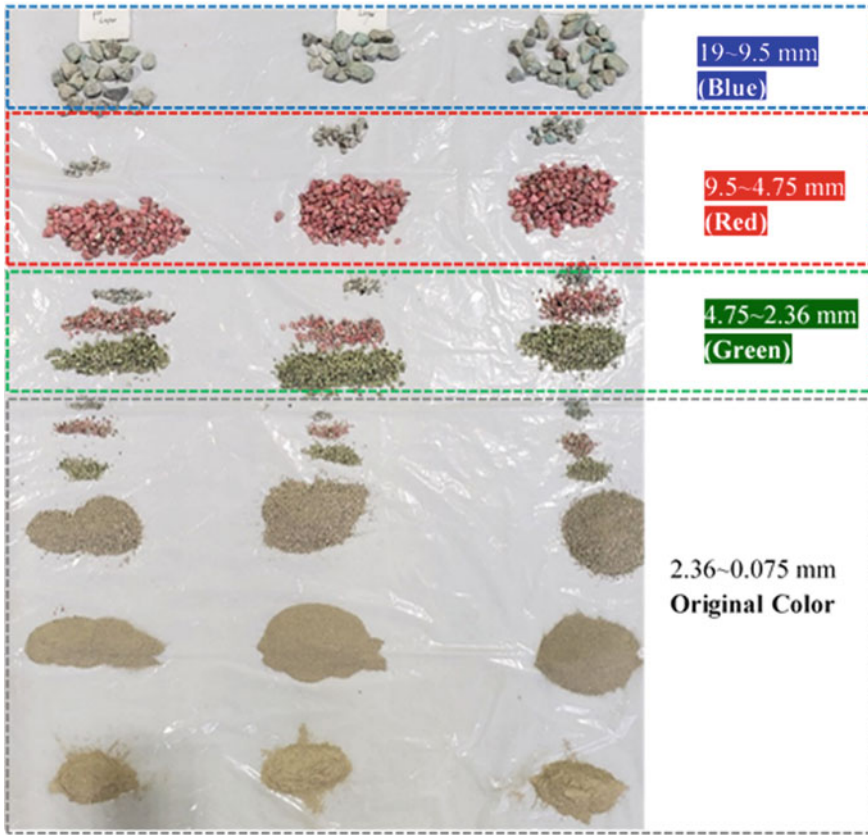 Layer
19~9.5 mm
(Blue)
9.5~4.75 mm
(Red)
4.75~2.36 mm
(Green)
2.36~0.075 mm
Original Color